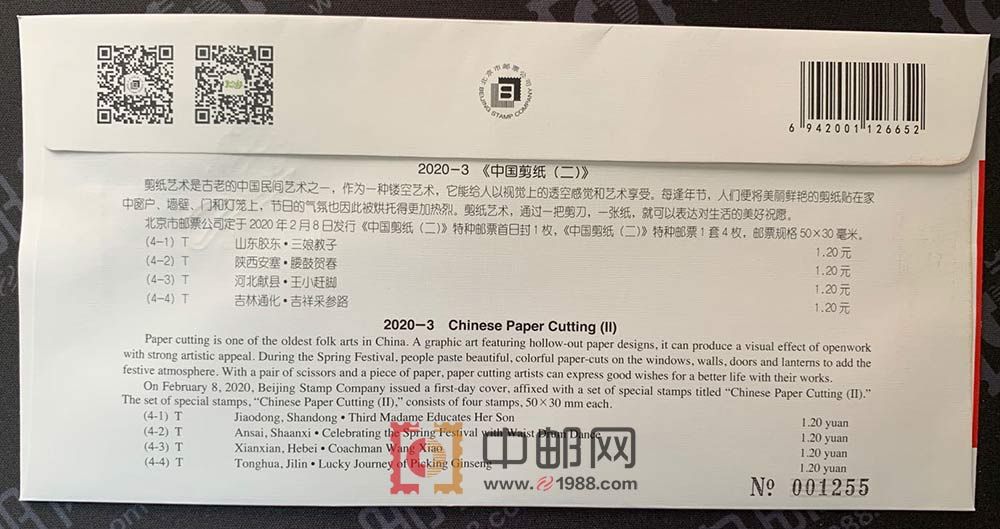 北京市邮票公司
BEIJING STAMP COMPANY
6 942001 126652
2020-3 《中国剪纸（二）》
剪纸艺术是古老的中国民间艺术之一，作为一种镂空艺术，它能给人以视觉上的透空感觉和艺术享受。每逢年节，人们便将美丽鲜艳的剪纸贴在家
中窗户、墙壁、门和灯笼上，节日的气氛也因此被烘托得更加热烈。剪纸艺术，通过一把剪刀，一张纸，就可以表达对生活的美好祝愿。
北京市邮票公司定于2020年2月8日发行《中国剪纸（二）》特种邮票首日封1枚，《中国剪纸（二）》特种邮票1套4枚，邮票规格50×30毫米。
(4-1) T 山东胶东·三娘教子 1.20元
(4-2) T 陕西安塞·腰鼓贺春 1.20元
(4-3) T 河北献县·王小赶脚 1.20元
(4-4) T 吉林通化·吉祥采参路 1.20元
2020-3 Chinese Paper Cutting (II)
Paper cutting is one of the oldest folk arts in China. A graphic art featuring hollow-out paper designs, it can produce a visual effect of openwork
with strong artistic appeal. During the Spring Festival, people paste beautiful, colorful paper-cuts on the windows, walls, doors and lanterns to add the
festive atmosphere. With a pair of scissors and a piece of paper, paper cutting artists can express good wishes for a better life with their works.
On February 8, 2020, Beijing Stamp Company issued a first-day cover, affixed with a set of special stamps titled "Chinese Paper Cutting (II)."
The set of special stamps, "Chinese Paper Cutting (II)," consists of four stamps, 50×30 mm each.
(4-1) T Jiaodong, Shandong • Third Madame Educates Her Son 1.20 yuan
(4-2) T Ansai, Shaanxi • Celebrating the Spring Festival with Waist Drum Dance 1.20 yuan
(4-3) T Xianxian, Hebei • Coachman Wang Xiao 1.20 yuan
(4-4) T Tonghua, Jilin • Lucky Journey of Picking Ginseng 1.20 yuan
中邮网
www.e1988.com
№ 001255